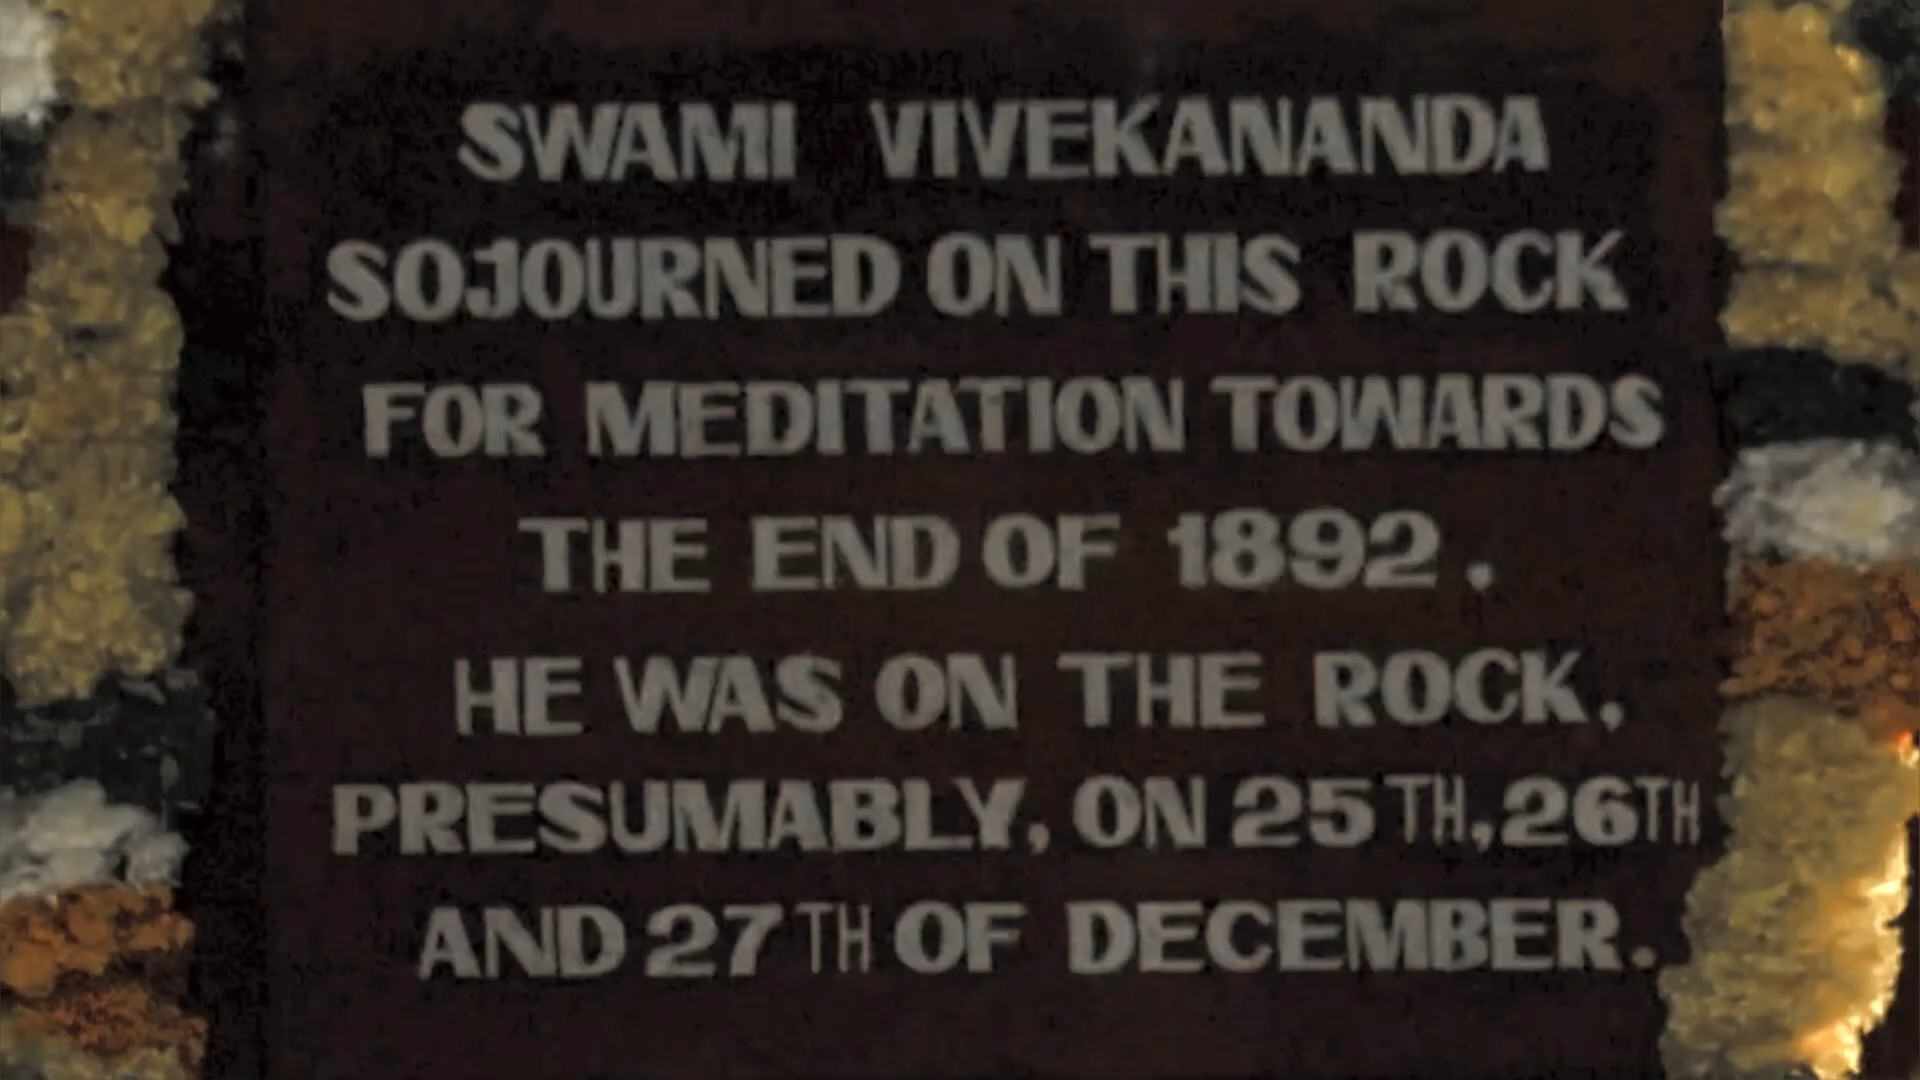 SWAMI VIVEKANANDA
SOJOURNED ON THIS ROCK
FOR MEDITATION TOWARDS
THE END OF 1892.
HE WAS ON THE ROCK,
PRESUMABLY, ON 25TH, 26TH
AND 27TH OF DECEMBER.